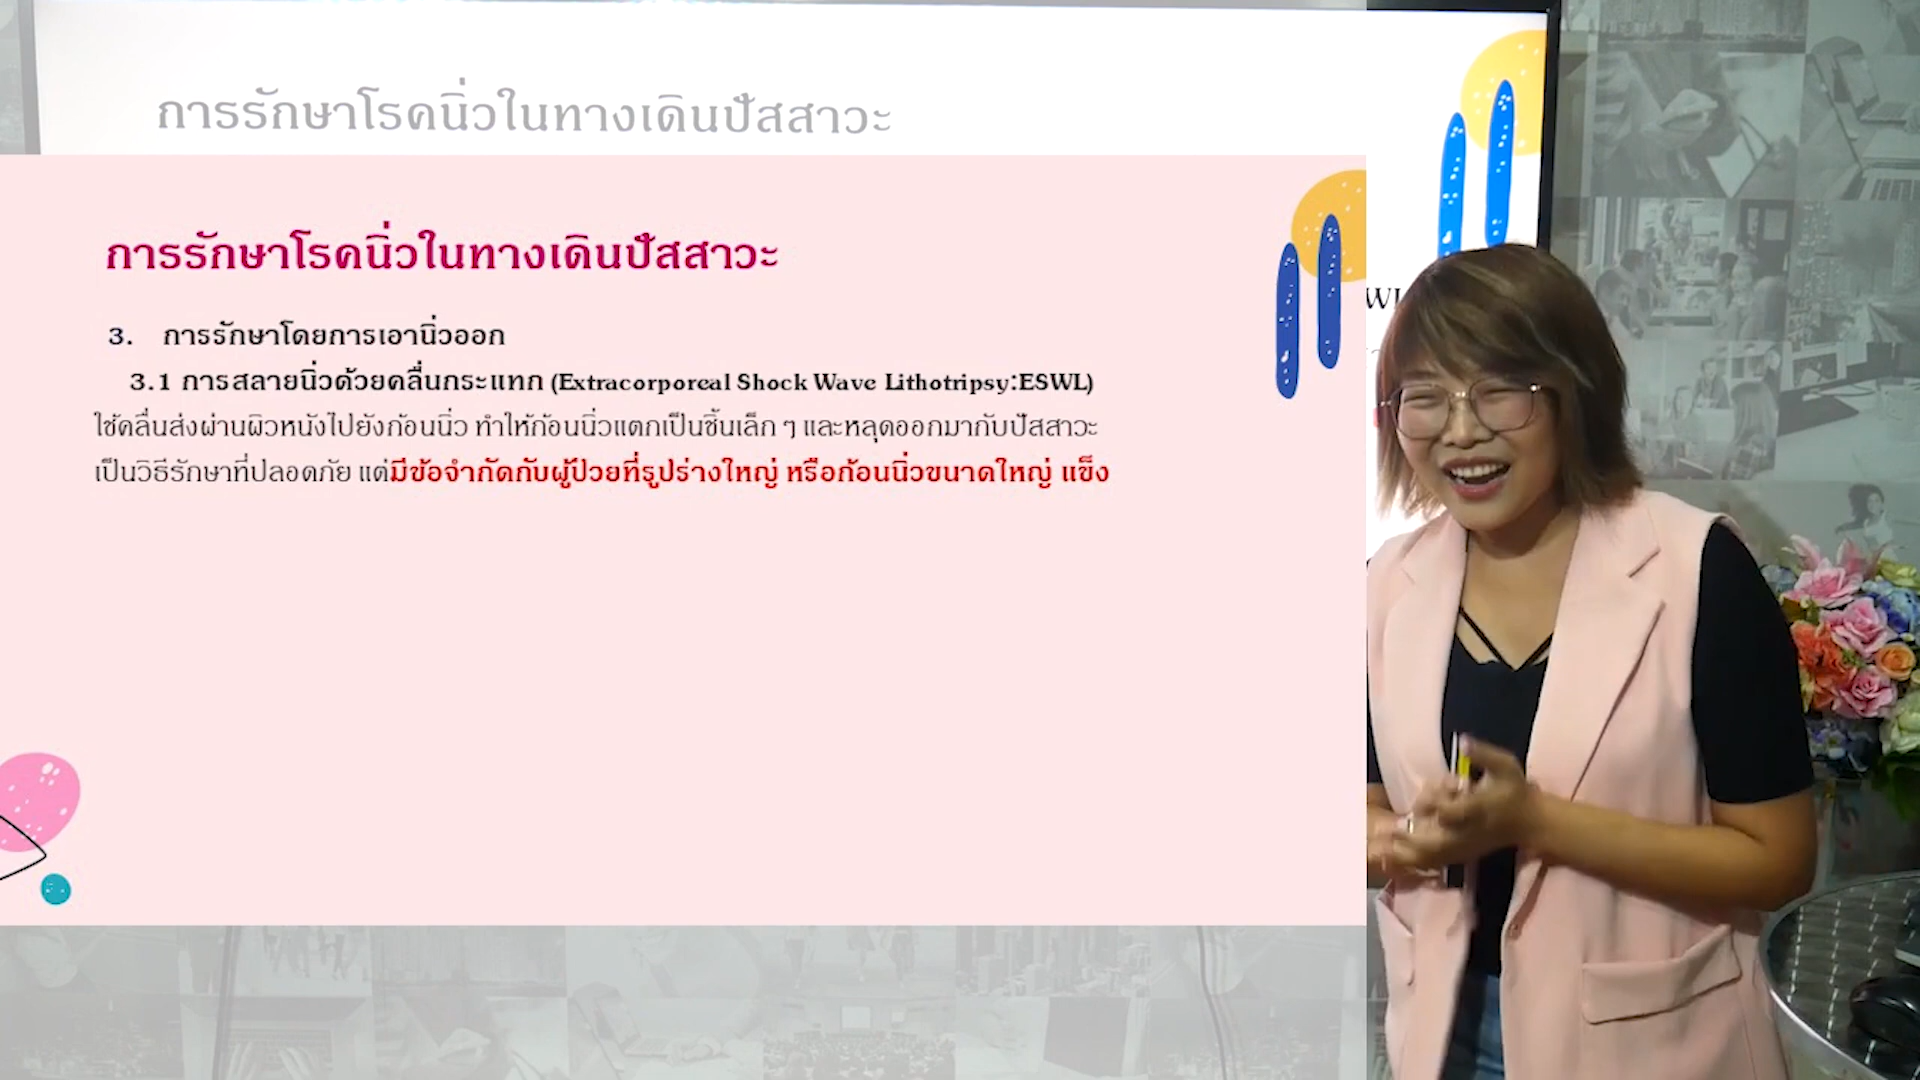 การรักษาโรคนิ่วในทางเดินปัสสาวะ
การรักษาโรคนิ่วในทางเดินปัสสาวะ
3. การรักษาโดยการเอานิ่วออก
3.1 การสลายนิ่วด้วยคลื่นกระแทก (Extracorporeal Shock Wave Lithotripsy:ESWL)
ใช้คลื่นส่งผ่านผิวหนังไปยังก้อนนิ่ว ทำให้ก้อนนิ่วแตกเป็นชิ้นเล็ก ๆ และหลุดออกมากับปัสสาวะ
เป็นวิธีรักษาที่ปลอดภัย แต่มีข้อจำกัดกับผู้ป่วยที่รูปร่างใหญ่ หรือก้อนนิ่วขนาดใหญ่ แข็ง